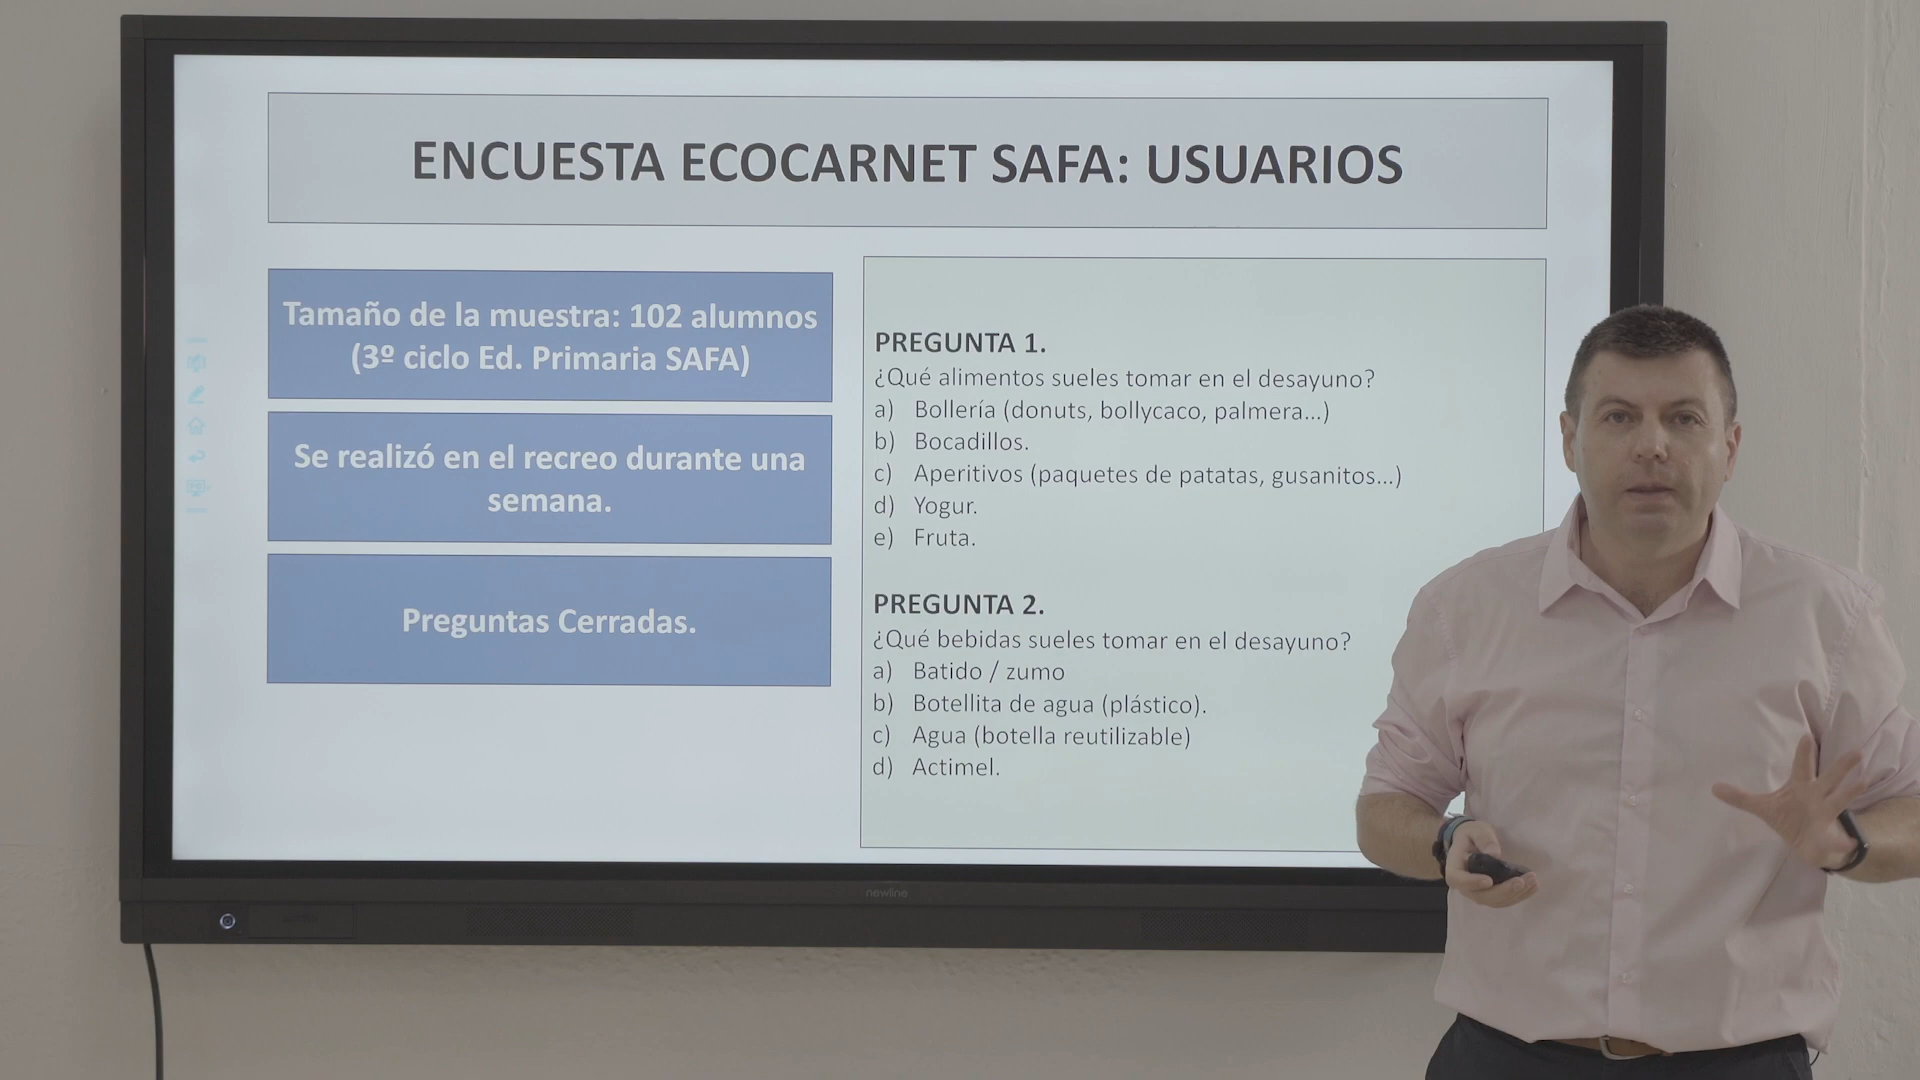 ENCUESTA ECOCARNET SAFA: USUARIOS
Tamaño de la muestra: 102 alumnos
(3º ciclo Ed. Primaria SAFA)
Se realizó en el recreo durante una
semana.
Preguntas Cerradas.
PREGUNTA 1.
¿Qué alimentos sueles tomar en el desayuno?
a) Bollería (donuts, bollycaco, palmera...)
b) Bocadillos.
c) Aperitivos (paquetes de patatas, gusanitos...)
d) Yogur.
e) Fruta.
PREGUNTA 2.
¿Qué bebidas sueles tomar en el desayuno?
a) Batido / zumo
b) Botellita de agua (plástico).
c) Agua (botella reutilizable)
d) Actimel.
newline